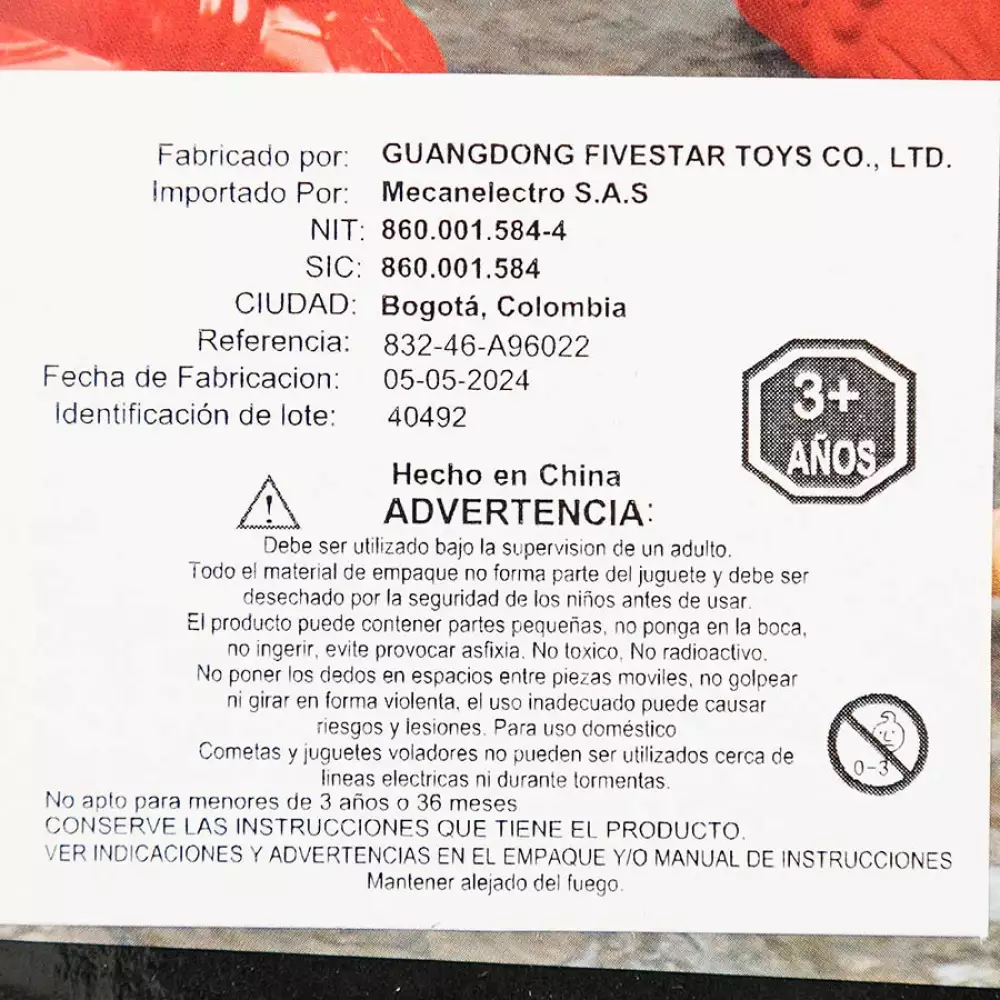 Fabricado por: GUANGDONG FIVESTAR TOYS CO., LTD.
Importado Por: Mecanelectro S.A.S
NIT: 860.001.584-4
SIC: 860.001.584
CIUDAD: Bogotá, Colombia
Referencia: 832-46-A96022
Fecha de Fabricacion: 05-05-2024
Identificación de lote: 40492
3+
AÑOS
Hecho en China
ADVERTENCIA:
Debe ser utilizado bajo la supervision de un adulto.
Todo el material de empaque no forma parte del juguete y debe ser
desechado por la seguridad de los niños antes de usar.
El producto puede contener partes pequeñas, no ponga en la boca,
no ingerir, evite provocar asfixia. No toxico, No radioactivo.
No poner los dedos en espacios entre piezas moviles, no golpear
ni girar en forma violenta, el uso inadecuado puede causar
riesgos y lesiones. Para uso doméstico
Cometas y juguetes voladores no pueden ser utilizados cerca de
lineas electricas ni durante tormentas.
0-3
No apto para menores de 3 años o 36 meses
CONSERVE LAS INSTRUCCIONES QUE TIENE EL PRODUCTO.
VER INDICACIONES Y ADVERTENCIAS EN EL EMPAQUE Y/O MANUAL DE INSTRUCCIONES
Mantener alejado del fuego.